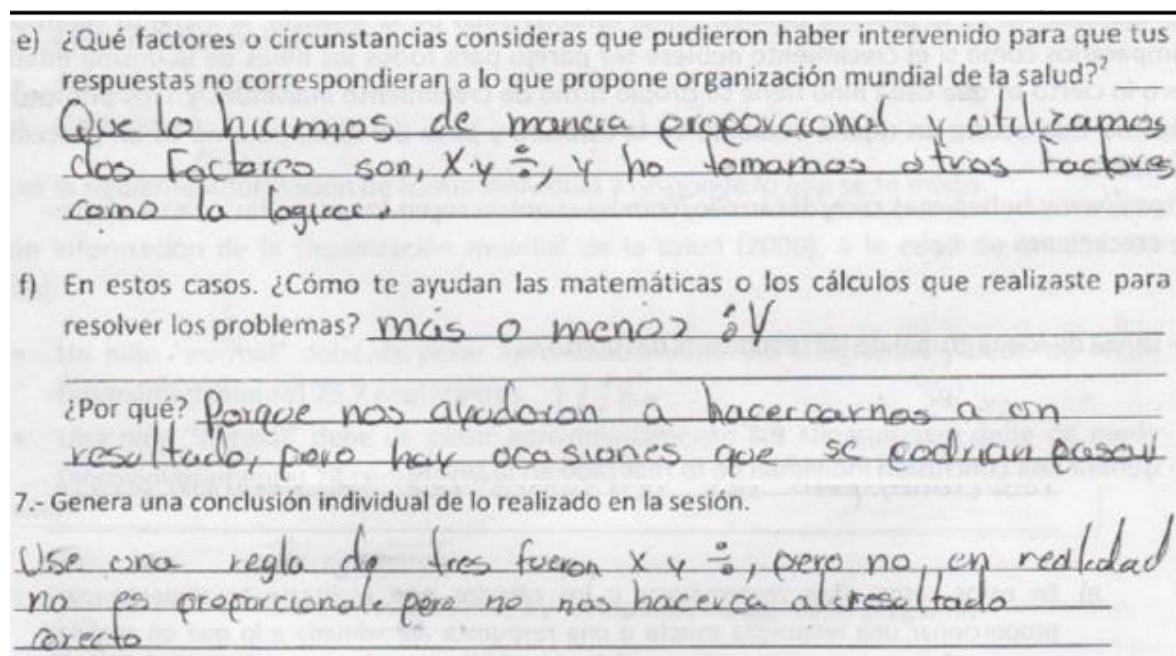 e) ¿Qué factores o circunstancias consideras que pudieron haber intervenido para que tus
respuestas no correspondieran a lo que propone organización mundial de la salud?
Que lo hicimos de manera proporcional y utilizamos
dos Factores son, X y ÷, y no tomamos otros factores
como la logica.
f) En estos casos. ¿Cómo te ayudan las matemáticas o los cálculos que realizaste para
resolver los problemas? más o menos
¿Por qué? Porque nos ayudaron a hacercarnos a un
resultado, pero hay ocasiones que se podrian pasar
7.- Genera una conclusión individual de lo realizado en la sesión.
Use una regla de tres fueron X y ÷, pero no en realidad
no es proporcional pero no nos hacerca al resultado
correcto